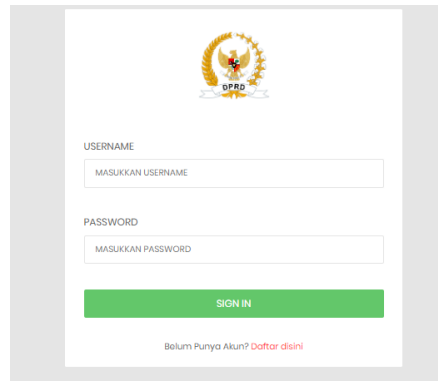 DPRD
USERNAME
MASUKKAN USERNAME
PASSWORD
MASUKKAN PASSWORD
SIGN IN
Belum Punya Akun? Daftar disini